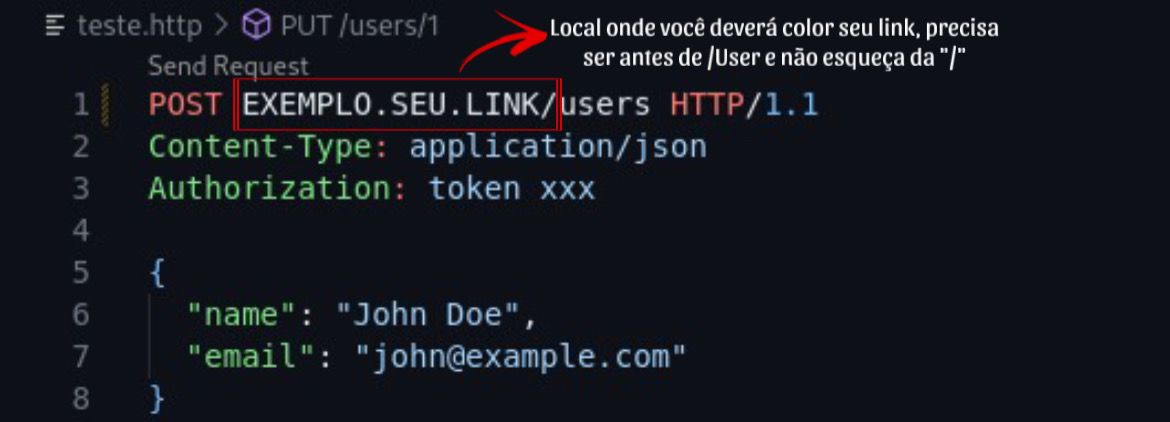 teste.http > PUT /users/1
Local onde você deverá color seu link, precisa
ser antes de /User e não esqueça da "/"
Send Request
1 POST EXEMPLO.SEU.LINK/users HTTP/1.1
2 Content-Type: application/json
3 Authorization: token xxx
4
5 {
6 "name": "John Doe",
7 "email": "john@example.com"
8 }